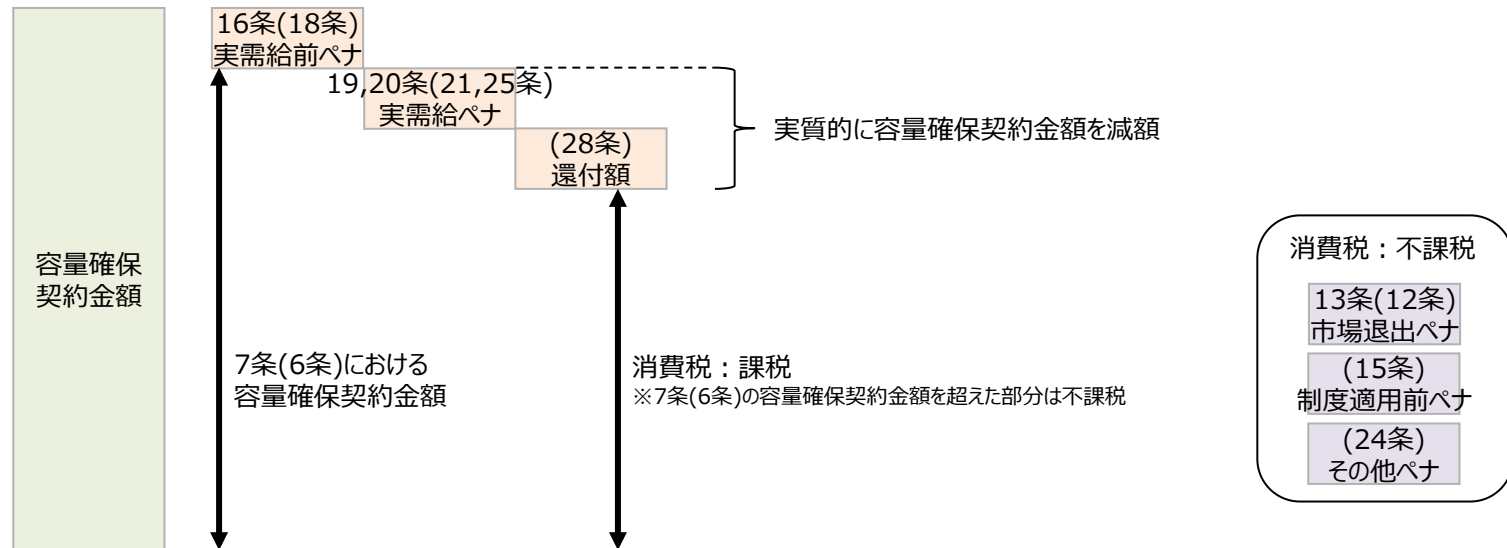 16条(18条)
実需給前ペナ
19,20条(21,25条)
実需給ペナ
(28条)
還付額
実質的に容量確保契約金額を減額
容量確保
契約金額
7条(6条)における
容量確保契約金額
消費税：課税
※7条(6条)の容量確保契約金額を超えた部分は不課税
消費税：不課税
13条(12条)
市場退出ペナ
(15条)
制度適用前ペナ
(24条)
その他ペナ